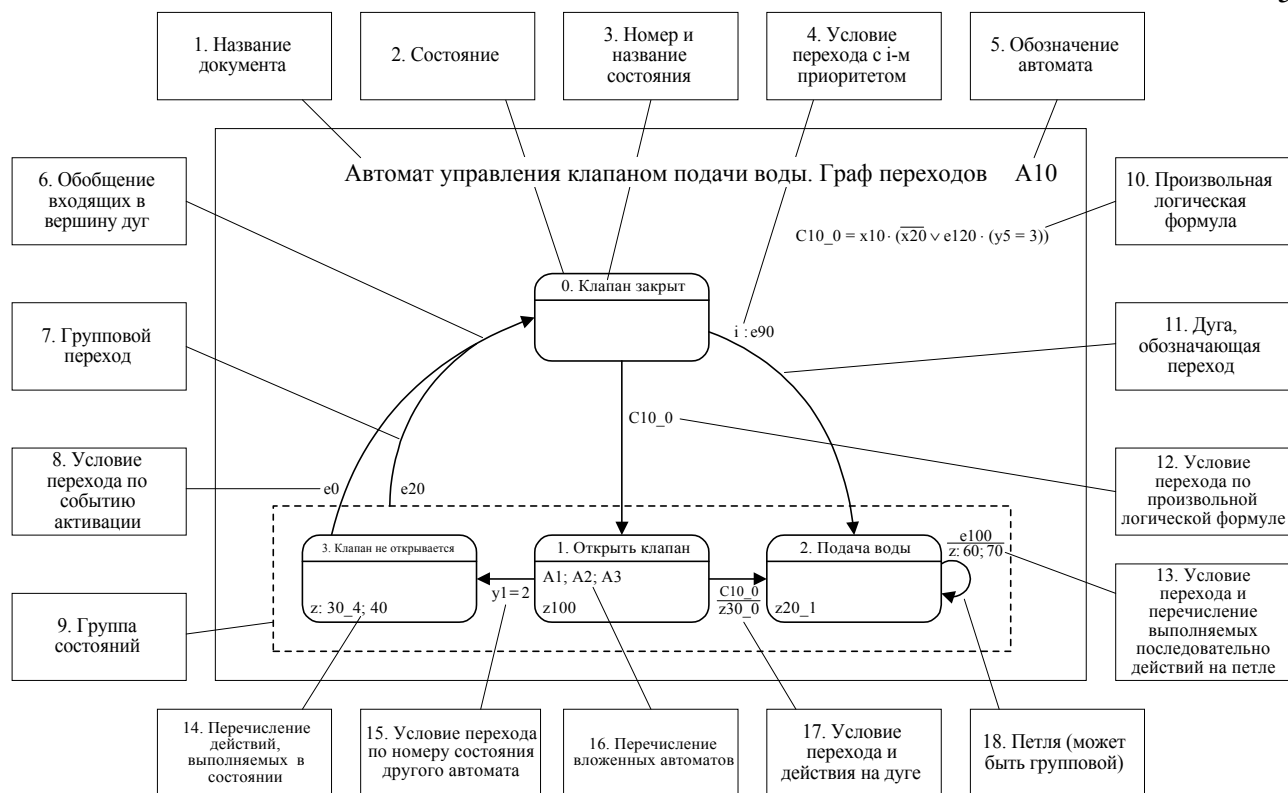 1. Название
документа
2. Состояние
3. Номер и
название
состояния
4. Условие
перехода с i-м
приоритетом
5. Обозначение
автомата
Автомат управления клапаном подачи воды. Граф переходов A10
6. Обобщение
входящих в
вершину дуг
10. Произвольная
логическая
формула
C10_0 = x10 · (x̅2̅0̅ ∨ e120 · (y5 = 3))
0. Клапан закрыт
7. Групповой
переход
i : e90
11. Дуга,
обозначающая
переход
C10_0
8. Условие
перехода по
событию
активации
e0
e20
12. Условие
перехода по
произвольной
логической формуле
3. Клапан не открывается
z: 30_4; 40
1. Открыть клапан
A1; A2; A3
z100
2. Подача воды
z20_1
e100
z: 60; 70
y1=2
C10_0
z30_0
9. Группа
состояний
13. Условие
перехода и
перечисление
выполняемых
последовательно
действий на петле
14. Перечисление
действий,
выполняемых в
состоянии
15. Условие перехода
по номеру состояния
другого автомата
16. Перечисление
вложенных автоматов
17. Условие
перехода и
действия на дуге
18. Петля (может
быть групповой)